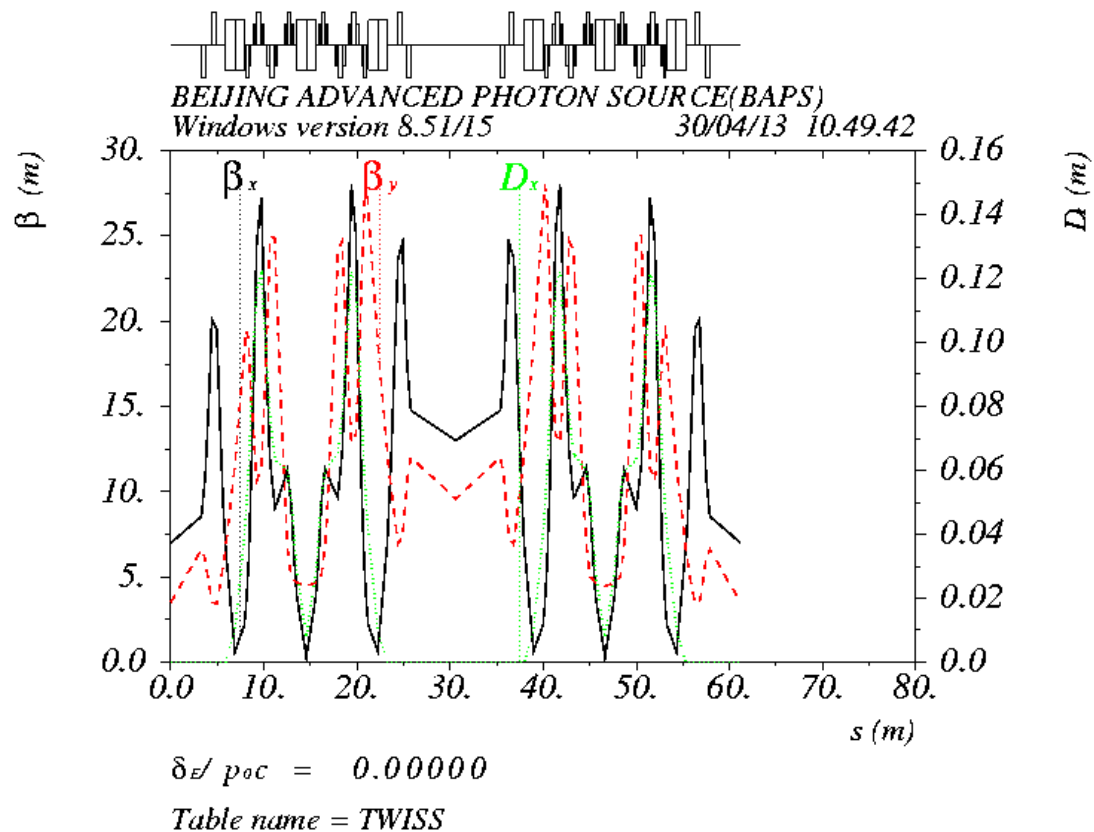 BEIJING ADVANCED PHOTON SOURCE(BAPS)
Windows version 8.51/15 30/04/13 10.49.42
β (m)
30.
25.
20.
15.
10.
5.
0.0
βx
βy
Dx
0.16
0.14
0.12
0.10
0.08
0.06
0.04
0.02
0.0
D (m)
0.0 10. 20. 30. 40. 50. 60. 70. 80.
s (m)
δE/ p0c = 0.00000
Table name = TWISS